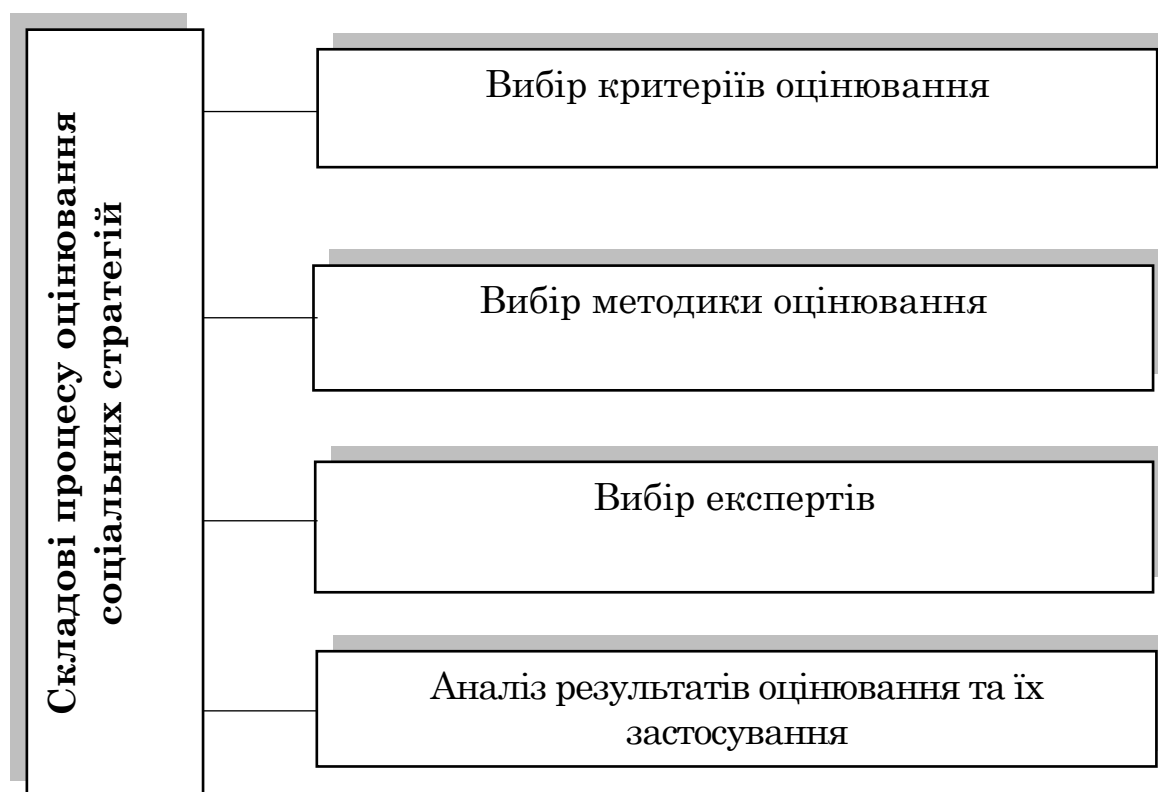 Складові процесу оцінювання
соціальних стратегій
Вибір критеріїв оцінювання
Вибір методики оцінювання
Вибір експертів
Аналіз результатів оцінювання та їх
застосування